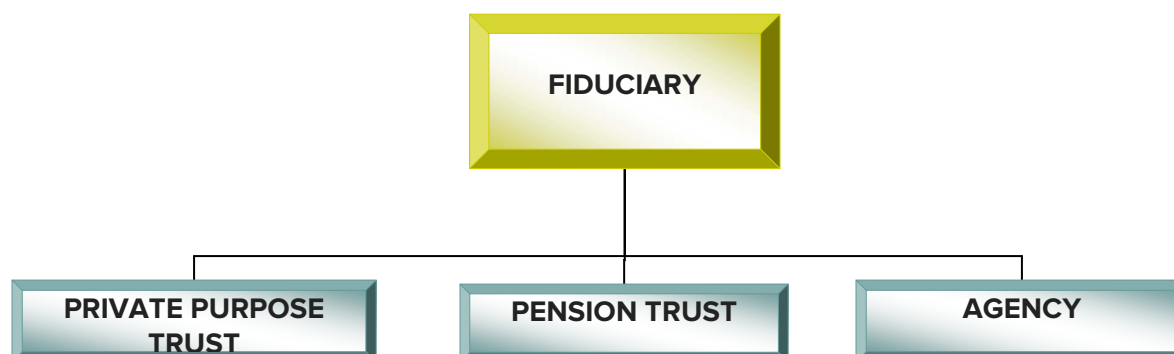 FIDUCIARY
PRIVATE PURPOSE
TRUST
PENSION TRUST
AGENCY